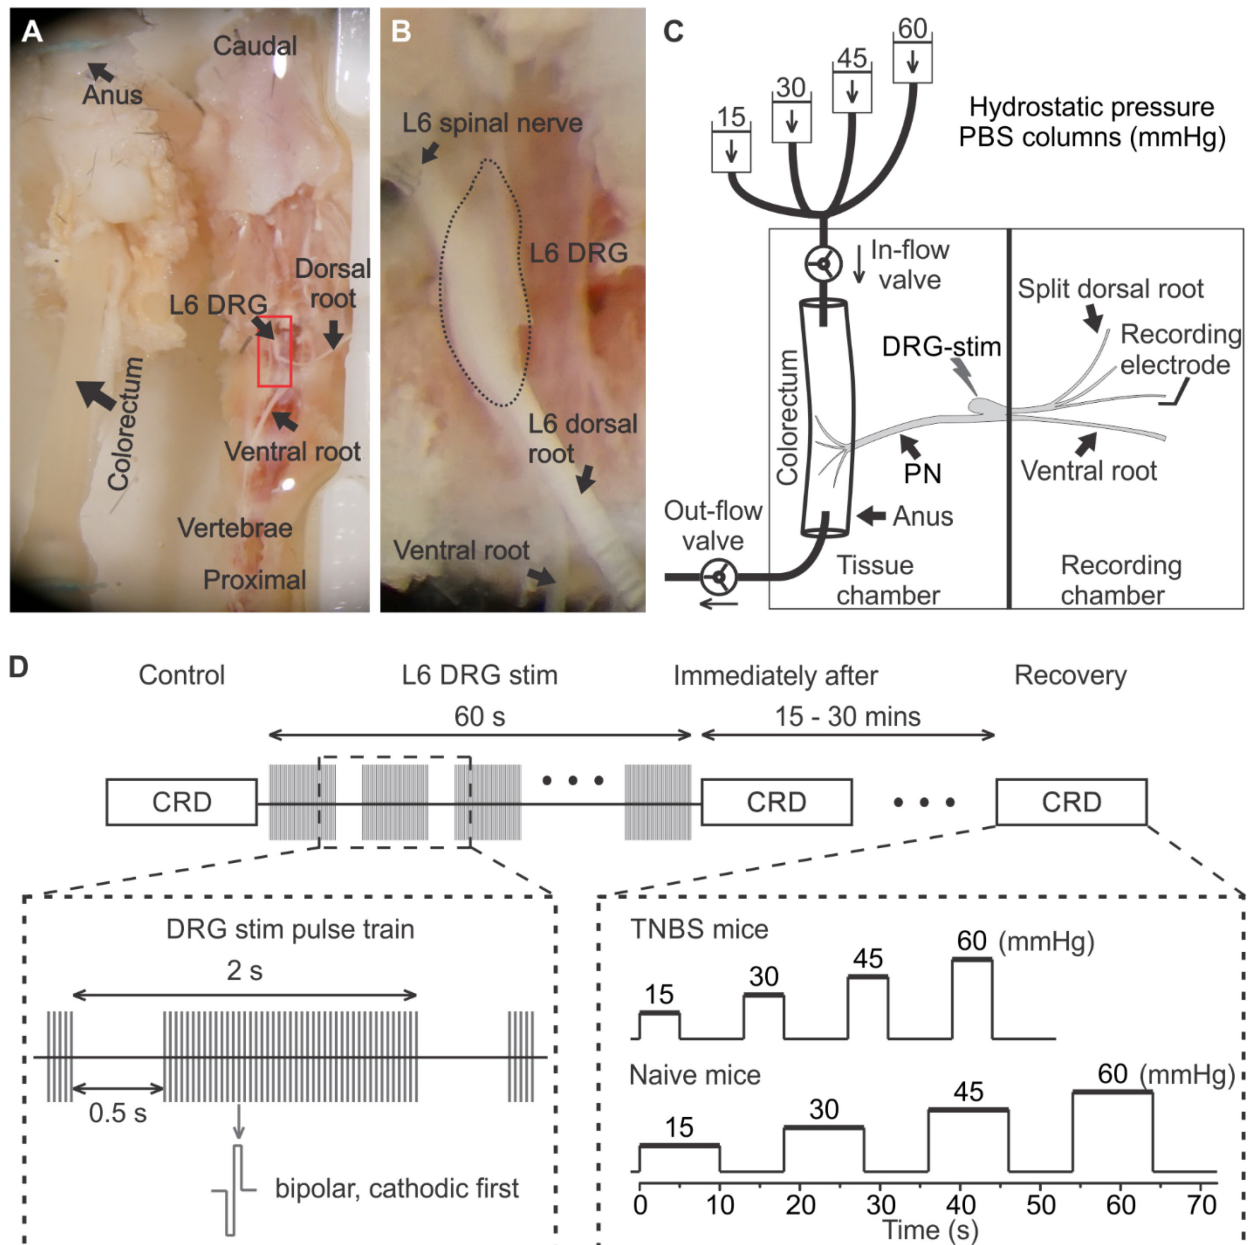 A
Caudal
Anus
L6 DRG
Dorsal
root
Colorectum
Ventral root
Vertebrae
Proximal
B
L6 spinal nerve
L6 DRG
L6 dorsal
root
Ventral root
C
15
30
45
60
Hydrostatic pressure
PBS columns (mmHg)
In-flow
valve
Colorectum
DRG-stim
PN
Split dorsal root
Recording
electrode
Ventral root
Anus
Out-flow
valve
Tissue
chamber
Recording
chamber
D
Control
L6 DRG stim
Immediately after
Recovery
60 s
15 - 30 mins
CRD
CRD
CRD
DRG stim pulse train
2 s
0.5 s
bipolar, cathodic first
TNBS mice
15
30
45
60 (mmHg)
Naive mice
15
30
45
60 (mmHg)
0 10 20 30 40 50 60 70
Time (s)